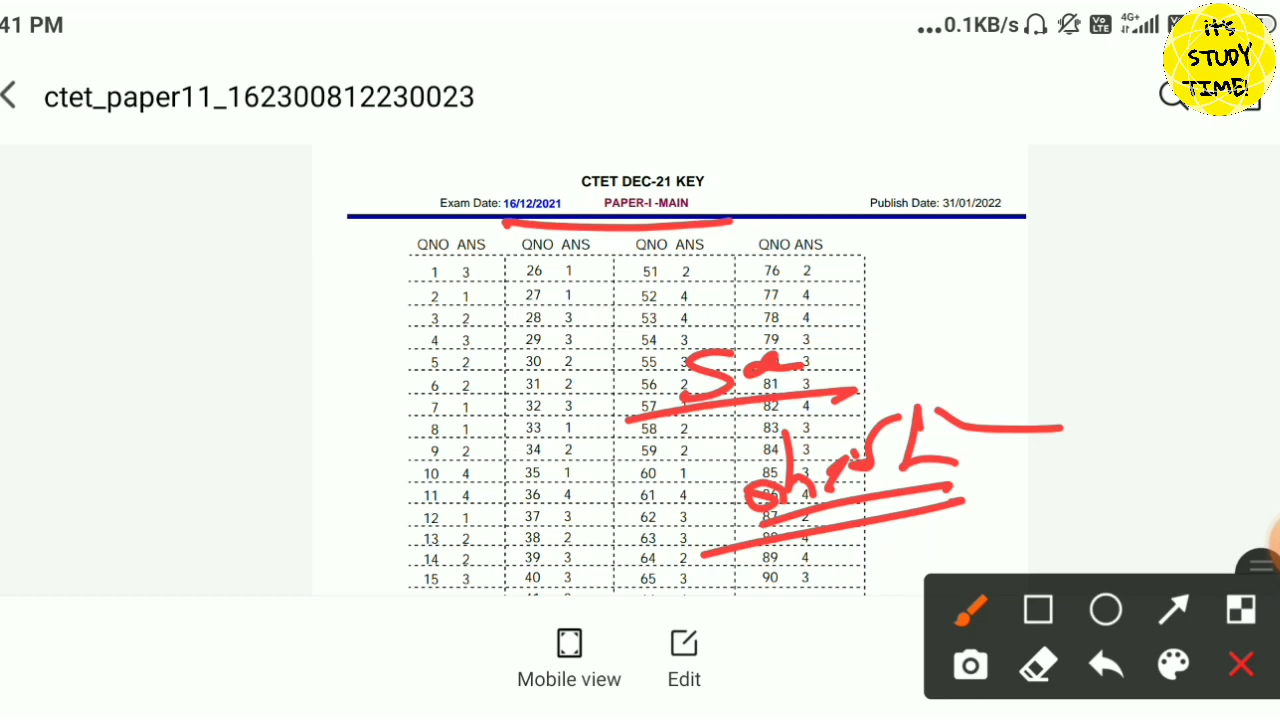 41 PM
...0.1KB/s Vo LTE 4G+
IT'S
STUDY
TIME!
ctet_paper11_162300812230023
CTET DEC-21 KEY
Exam Date: 16/12/2021 PAPER-I -MAIN Publish Date: 31/01/2022
QNO ANS QNO ANS QNO ANS QNO ANS
1 3 26 1 51 2 76 2
2 1 27 1 52 4 77 4
3 2 28 3 53 4 78 4
4 3 29 3 54 3 79 3
5 2 30 2 55 3 3
6 2 31 2 56 2 81 3
7 1 32 3 57 82 4
8 1 33 1 58 2 83 3
9 2 34 2 59 2 84 3
10 4 35 1 60 1 85 3
11 4 36 4 61 4 4
12 1 37 3 62 3 87 2
13 2 38 2 63 3 4
14 2 39 3 64 2 89 4
15 3 40 3 65 3 90 3
Mobile view Edit